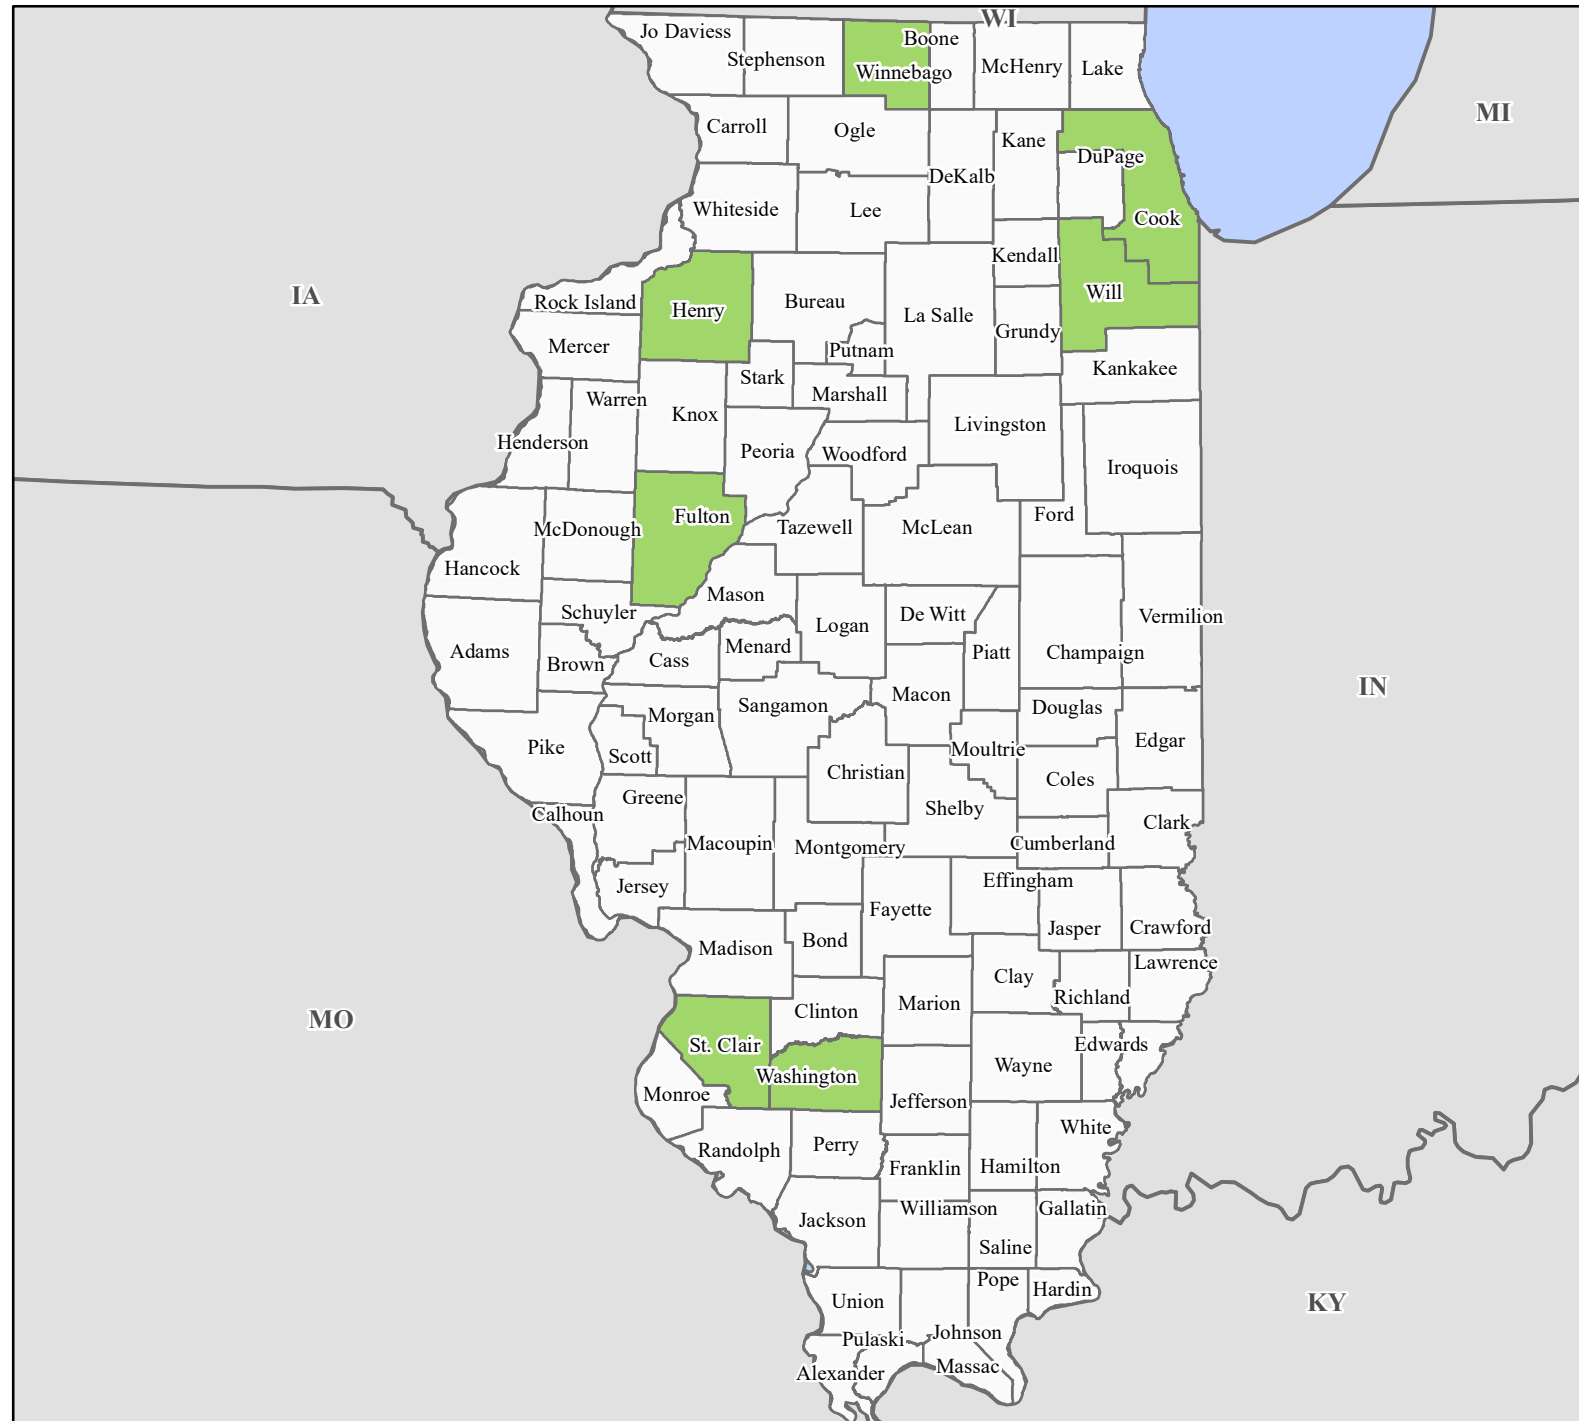 WI
Jo Daviess
Stephenson
Boone
Winnebago
McHenry
Lake
MI
Carroll
Ogle
Kane
DuPage
DeKalb
Whiteside
Lee
Cook
Kendall
IA
Rock Island
Henry
Bureau
La Salle
Will
Grundy
Mercer
Putnam
Kankakee
Stark
Marshall
Warren
Knox
Livingston
Henderson
Peoria
Woodford
Iroquois
Fulton
McDonough
Tazewell
McLean
Ford
Hancock
Mason
Schuyler
Logan
De Witt
Vermilion
Adams
Brown
Cass
Menard
Piatt
Champaign
IN
Macon
Sangamon
Morgan
Douglas
Pike
Scott
Moultrie
Edgar
Christian
Coles
Greene
Calhoun
Shelby
Clark
Macoupin
Montgomery
Cumberland
Jersey
Effingham
Fayette
Jasper
Crawford
Madison
Bond
Lawrence
Clay
Richland
Marion
Clinton
MO
St. Clair
Edwards
Washington
Wayne
Monroe
Jefferson
White
Randolph
Perry
Franklin
Hamilton
Jackson
Williamson
Gallatin
Saline
Pope
Hardin
Union
KY
Pulaski
Johnson
Alexander
Massac